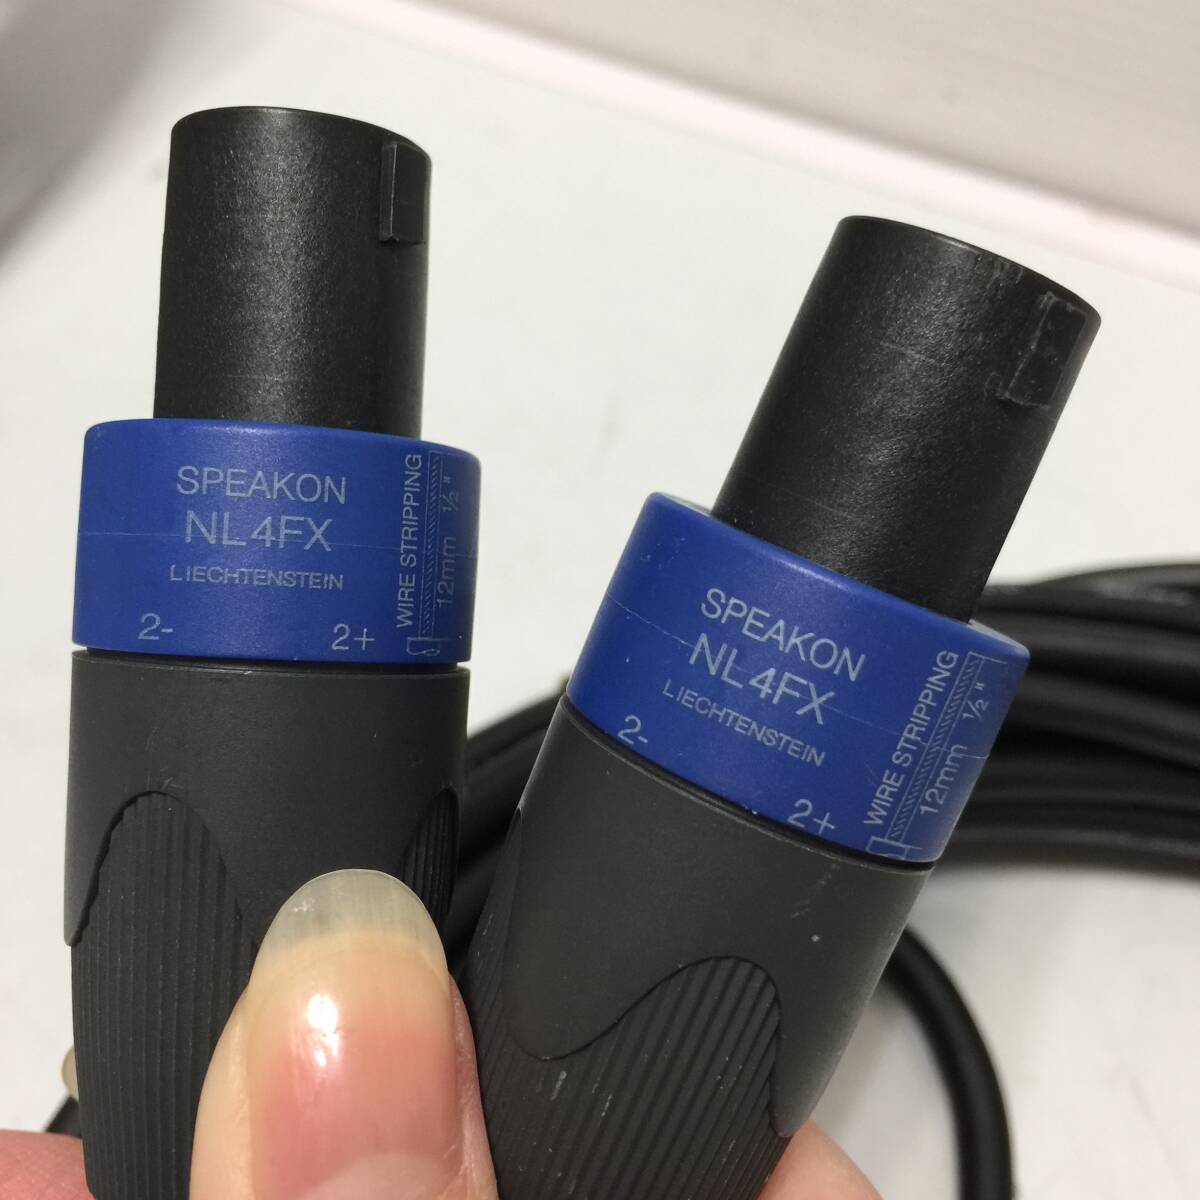 SPEAKON
NL4FX
LIECHTENSTEIN
2- 2+
WIRE STRIPPING
12mm 1/2"
SPEAKON
NL4FX
LIECHTENSTEIN
2- 2+
WIRE STRIPPING
12mm 1/2"